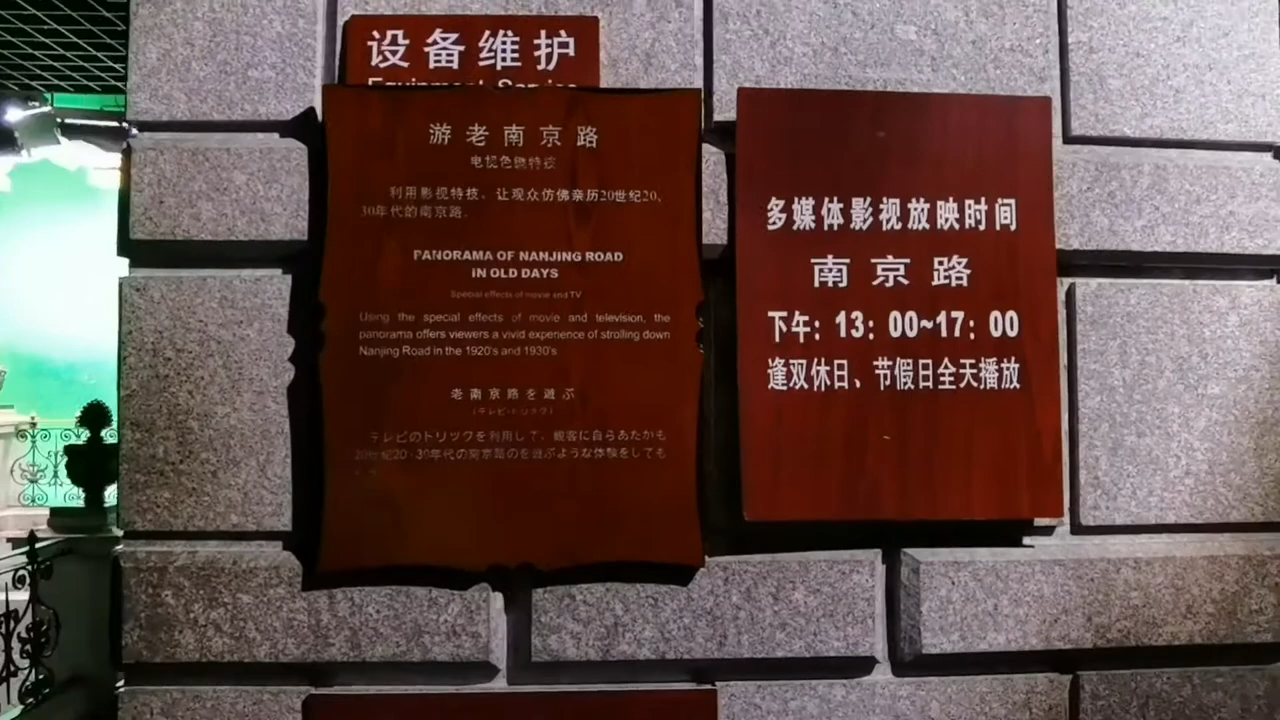 设备维护
Equipment Service
游老南京路
电视色键特技
利用影视特技，让观众仿佛亲历20世纪20、
30年代的南京路。
PANORAMA OF NANJING ROAD
IN OLD DAYS
Special effects of movie and TV
Using the special effects of movie and television, the
panorama offers viewers a vivid experience of strolling down
Nanjing Road in the 1920's and 1930's
老南京路を遊ぶ
（テレビ・トリック）
テレビのトリックを利用して、観客に自らあたかも
20世紀20-30年代の南京路のを遊ぶような体験をしても
多媒体影视放映时间
南京路
下午：13：00~17：00
逢双休日、节假日全天播放